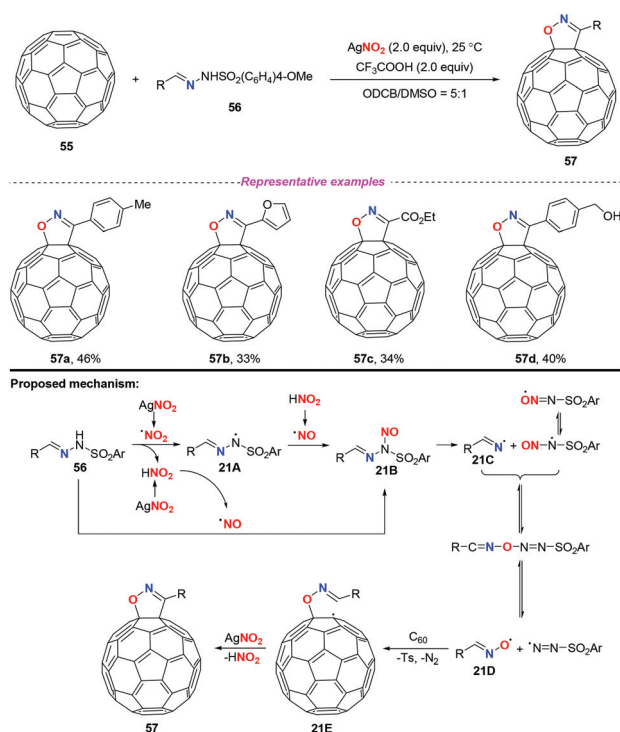 AgNO2 (2.0 equiv), 25 °C
CF3COOH (2.0 equiv)
ODCB/DMSO = 5:1
+
R
N
NHSO2(C6H4)4-OMe
O
N
R
55
56
57
Representative examples
O
N
Me
O
N
O
O
N
CO2Et
O
N
OH
57a, 46%
57b, 33%
57c, 34%
57d, 40%
Proposed mechanism:
AgNO2
•NO2
HNO2
•NO
•ON=N-SO2Ar
R
N
H
N
SO2Ar
56
R
N
N•
SO2Ar
21A
R
N
NO
N
SO2Ar
21B
R
N•
21C
+
ON-N•
SO2Ar
HNO2
AgNO2
•NO
R-C=N-O-N=N-SO2Ar
O
N
R
AgNO2
-HNO2
O
N
R
•
C60
-Ts, -N2
R
N
O•
21D
+
•N=N-SO2Ar
57
21E